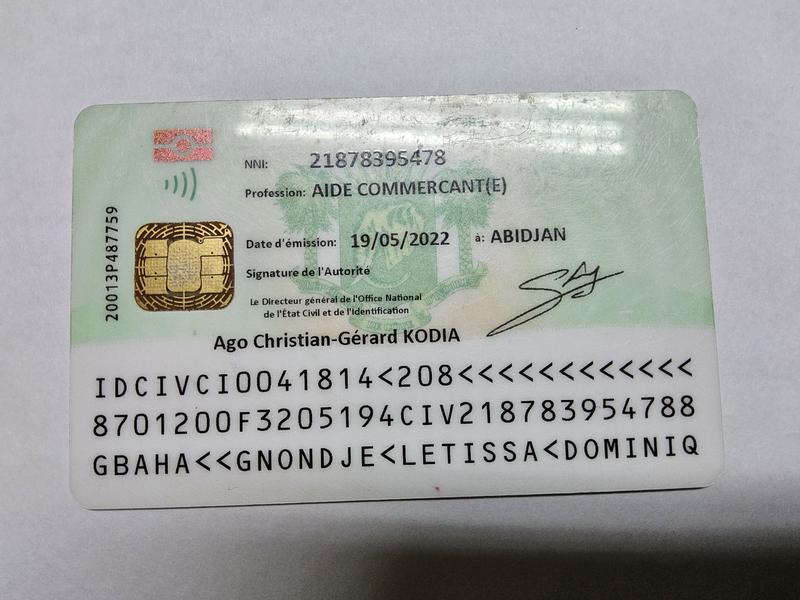 NNI: 21878395478
Profession: AIDE COMMERCANT(E)
20013P487759
Date d'émission: 19/05/2022 à: ABIDJAN
Signature de l'Autorité
Le Directeur général de l'Office National
de l'État Civil et de l'Identification
Ago Christian-Gérard KODIA
IDCIVCI0041814<208<<<<<<<<<<<<
8701200F3205194CIV218783954788
GBAHA<<GNONDJE<LETISSA<DOMINIQ